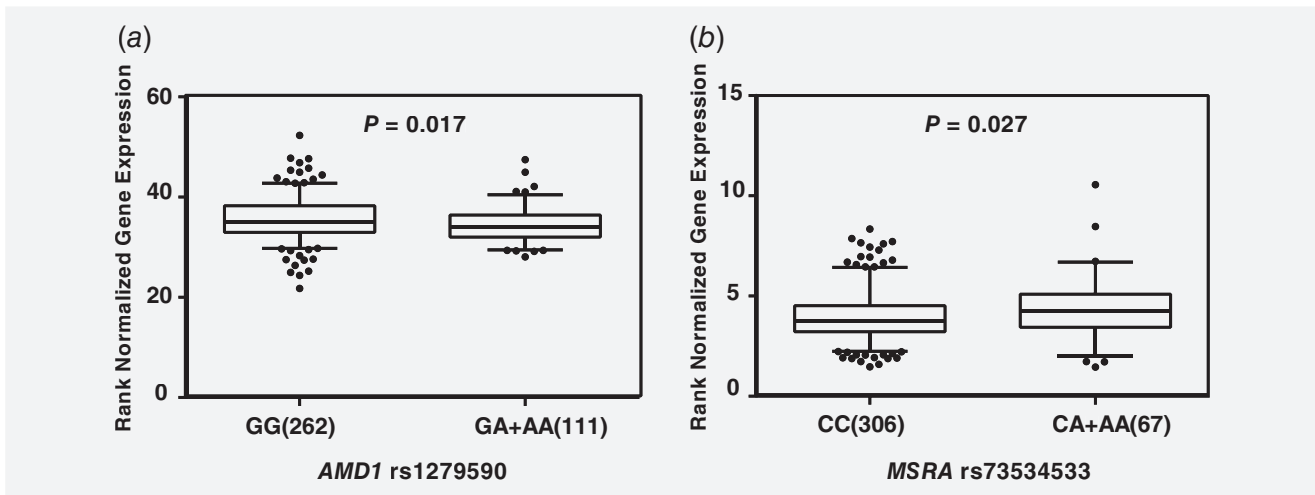 (a)
Rank Normalized Gene Expression
60
40
20
0
P = 0.017
GG(262)
GA+AA(111)
AMD1 rs1279590
(b)
Rank Normalized Gene Expression
15
10
5
0
P = 0.027
CC(306)
CA+AA(67)
MSRA rs73534533